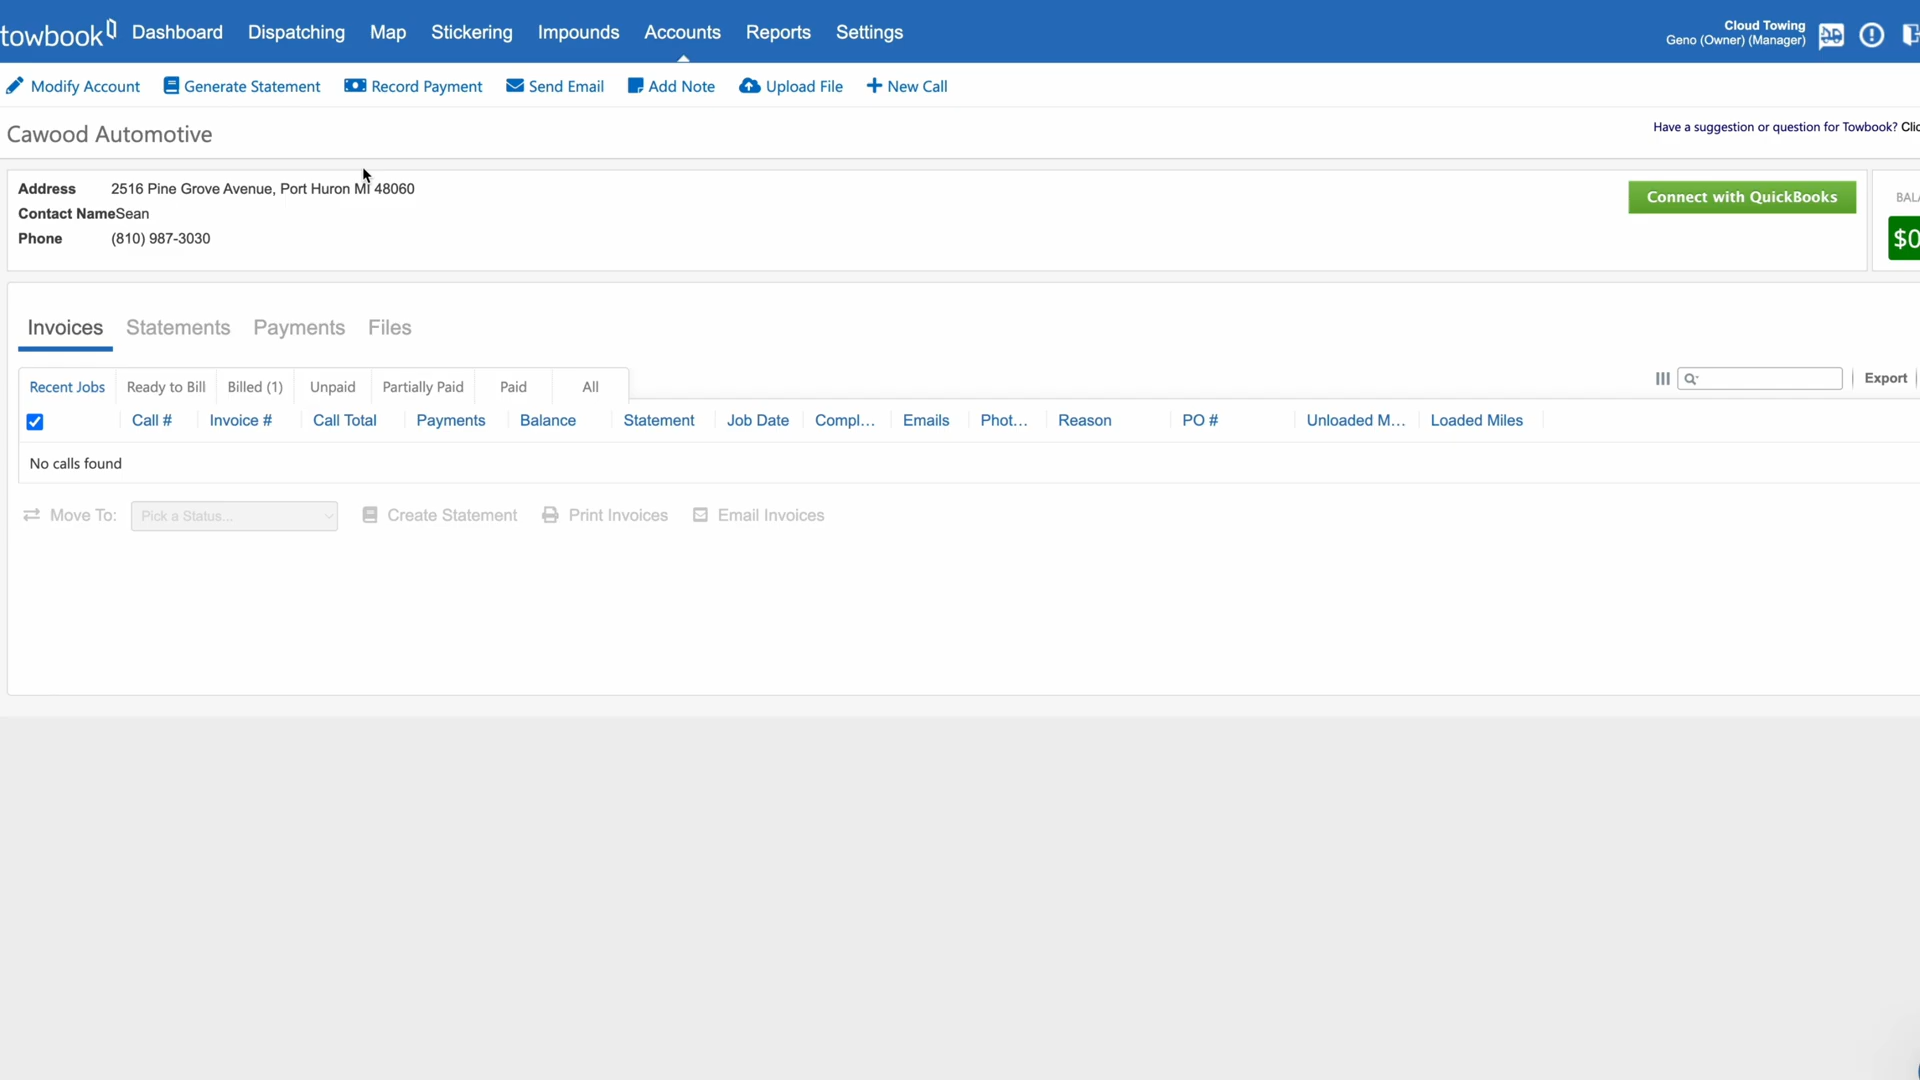 towbook Dashboard Dispatching Map Stickering Impounds Accounts Reports Settings
Cloud Towing
Geno (Owner) (Manager)
Modify Account Generate Statement Record Payment Send Email Add Note Upload File New Call
Cawood Automotive
Have a suggestion or question for Towbook?
Address 2516 Pine Grove Avenue, Port Huron MI 48060
Contact Name Sean
Phone (810) 987-3030
Connect with QuickBooks
Invoices Statements Payments Files
Recent Jobs Ready to Bill Billed (1) Unpaid Partially Paid Paid All
Export
Call # Invoice # Call Total Payments Balance Statement Job Date Compl... Emails Phot... Reason PO # Unloaded M... Loaded Miles
No calls found
Move To: Pick a Status... Create Statement Print Invoices Email Invoices